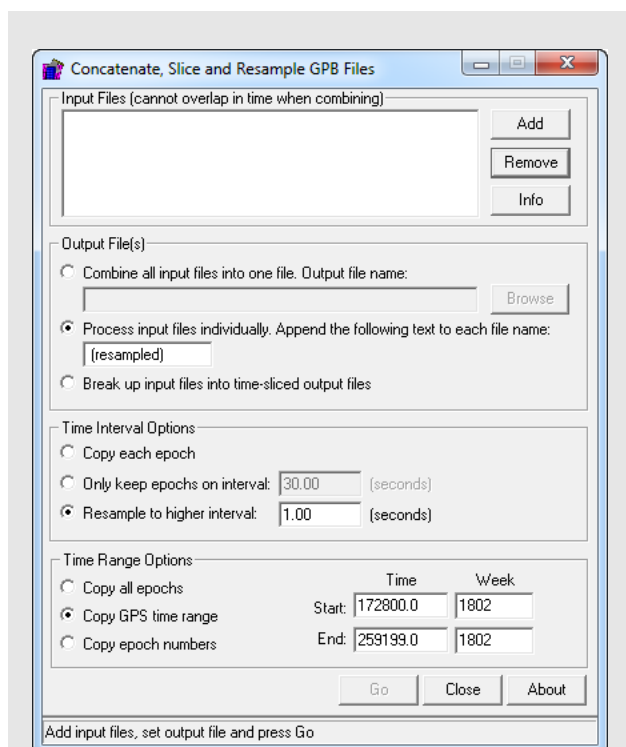 Concatenate, Slice and Resample GPB Files
Input Files (cannot overlap in time when combining)
Add
Remove
Info
Output File(s)
Combine all input files into one file. Output file name:
Browse
Process input files individually. Append the following text to each file name:
(resampled)
Break up input files into time-sliced output files
Time Interval Options
Copy each epoch
Only keep epochs on interval: 30.00 (seconds)
Resample to higher interval: 1.00 (seconds)
Time Range Options
Time Week
Copy all epochs
Start: 172800.0 1802
Copy GPS time range
End: 259199.0 1802
Copy epoch numbers
Go Close About
Add input files, set output file and press Go